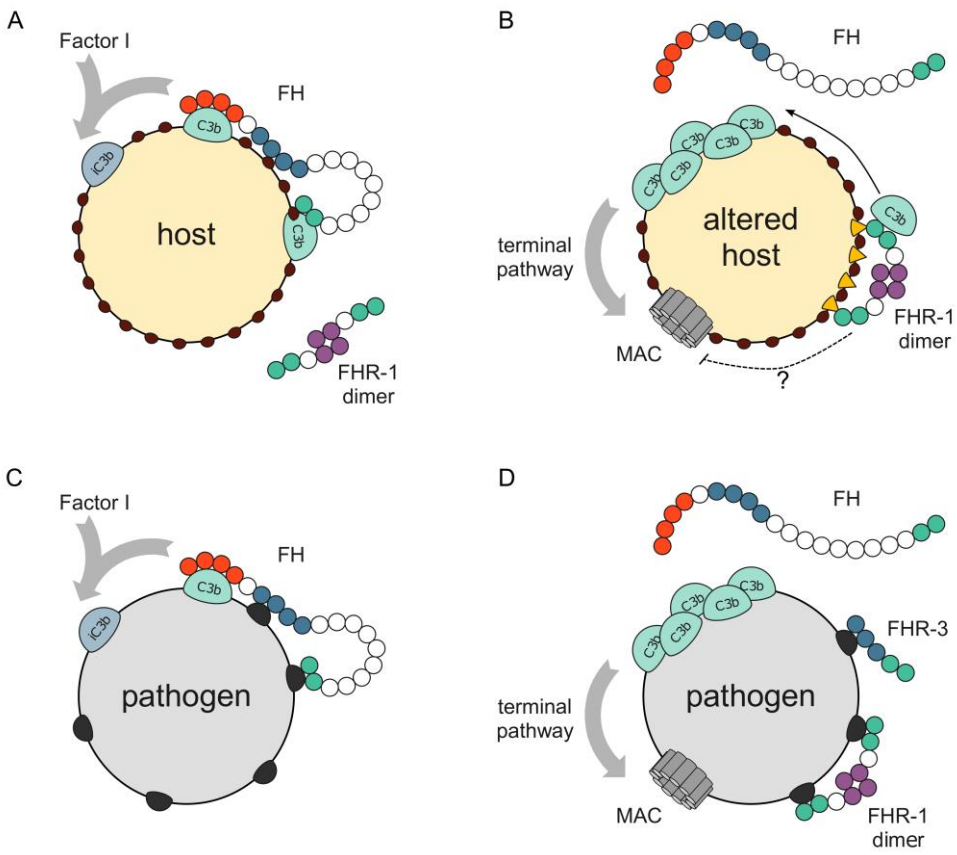 A
Factor I
FH
C3b
iC3b
host
C3b
FHR-1
dimer
B
FH
C3b
C3b
C3b
C3b
C3b
altered
host
terminal
pathway
MAC
FHR-1
dimer
?
C
Factor I
FH
C3b
iC3b
pathogen
D
FH
C3b
C3b
C3b
C3b
FHR-3
pathogen
terminal
pathway
MAC
FHR-1
dimer